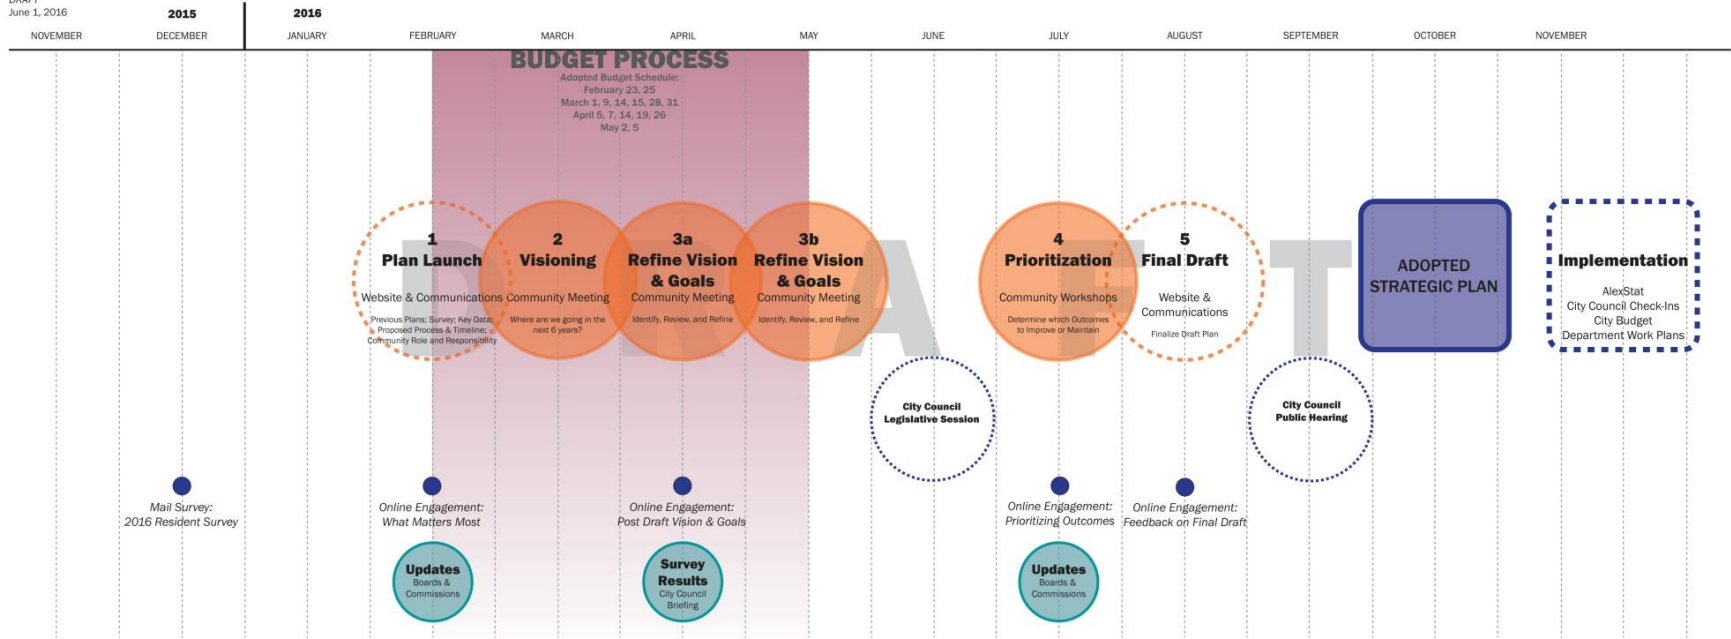 DRAFT
June 1, 2016
2015
2016
NOVEMBER
DECEMBER
JANUARY
FEBRUARY
MARCH
APRIL
MAY
JUNE
JULY
AUGUST
SEPTEMBER
OCTOBER
NOVEMBER
BUDGET PROCESS
Adopted Budget Schedule:
February 23, 25
March 1, 9, 14, 15, 28, 31
April 5, 7, 14, 19, 26
May 2, 5
DRAFT
1
Plan Launch
Website & Communications
Previous Plans; Survey; Key Data;
Proposed Process & Timeline;
Community Role and Responsibility
2
Visioning
Community Meeting
Where are we going in the
next 6 years?
3a
Refine Vision
& Goals
Community Meeting
Identify, Review, and Refine
3b
Refine Vision
& Goals
Community Meeting
Identify, Review, and Refine
4
Prioritization
Community Workshops
Determine which Outcomes
to Improve or Maintain
5
Final Draft
Website &
Communications
Finalize Draft Plan
ADOPTED
STRATEGIC PLAN
Implementation
AlexStat
City Council Check-Ins
City Budget
Department Work Plans
City Council
Legislative Session
City Council
Public Hearing
Mail Survey:
2016 Resident Survey
Online Engagement:
What Matters Most
Online Engagement:
Post Draft Vision & Goals
Online Engagement:
Prioritizing Outcomes
Online Engagement:
Feedback on Final Draft
Updates
Boards &
Commissions
Survey
Results
City Council
Briefing
Updates
Boards &
Commissions